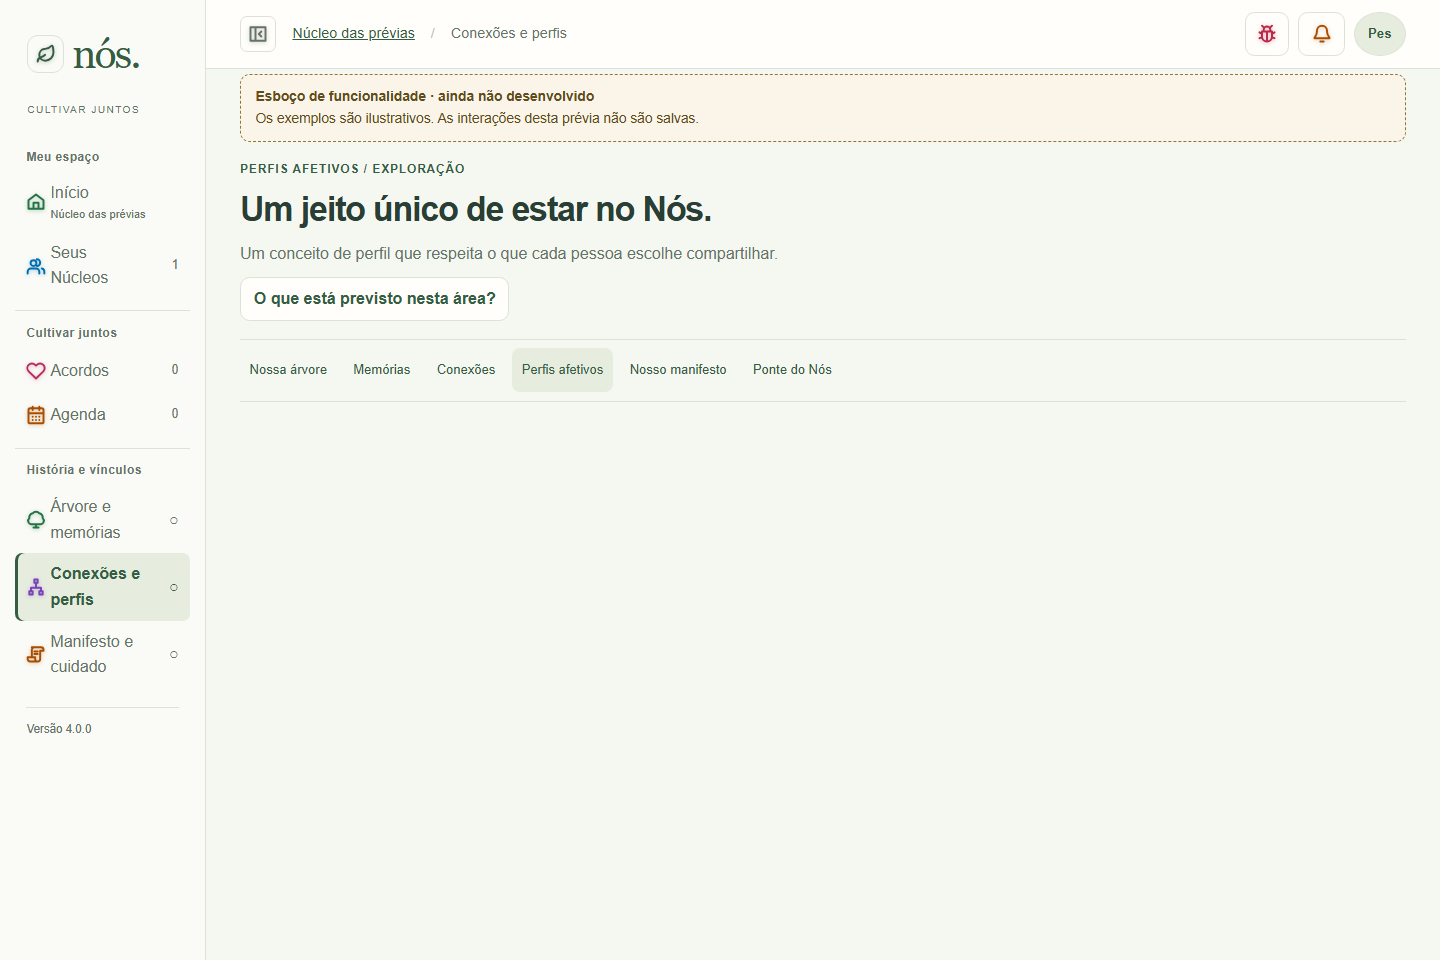 nós.
CULTIVAR JUNTOS
Meu espaço
Início
Núcleo das prévias
Seus
Núcleos
1
Cultivar juntos
Acordos
0
Agenda
0
História e vínculos
Árvore e
memórias
Conexões e
perfis
Manifesto e
cuidado
Versão 4.0.0
Núcleo das prévias / Conexões e perfis
Pes
Esboço de funcionalidade · ainda não desenvolvido
Os exemplos são ilustrativos. As interações desta prévia não são salvas.
PERFIS AFETIVOS / EXPLORAÇÃO
Um jeito único de estar no Nós.
Um conceito de perfil que respeita o que cada pessoa escolhe compartilhar.
O que está previsto nesta área?
Nossa árvore Memórias Conexões Perfis afetivos Nosso manifesto Ponte do Nós